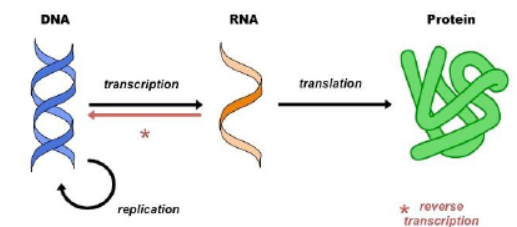 DNA RNA Protein
transcription
translation
*
replication
* reverse
transcription